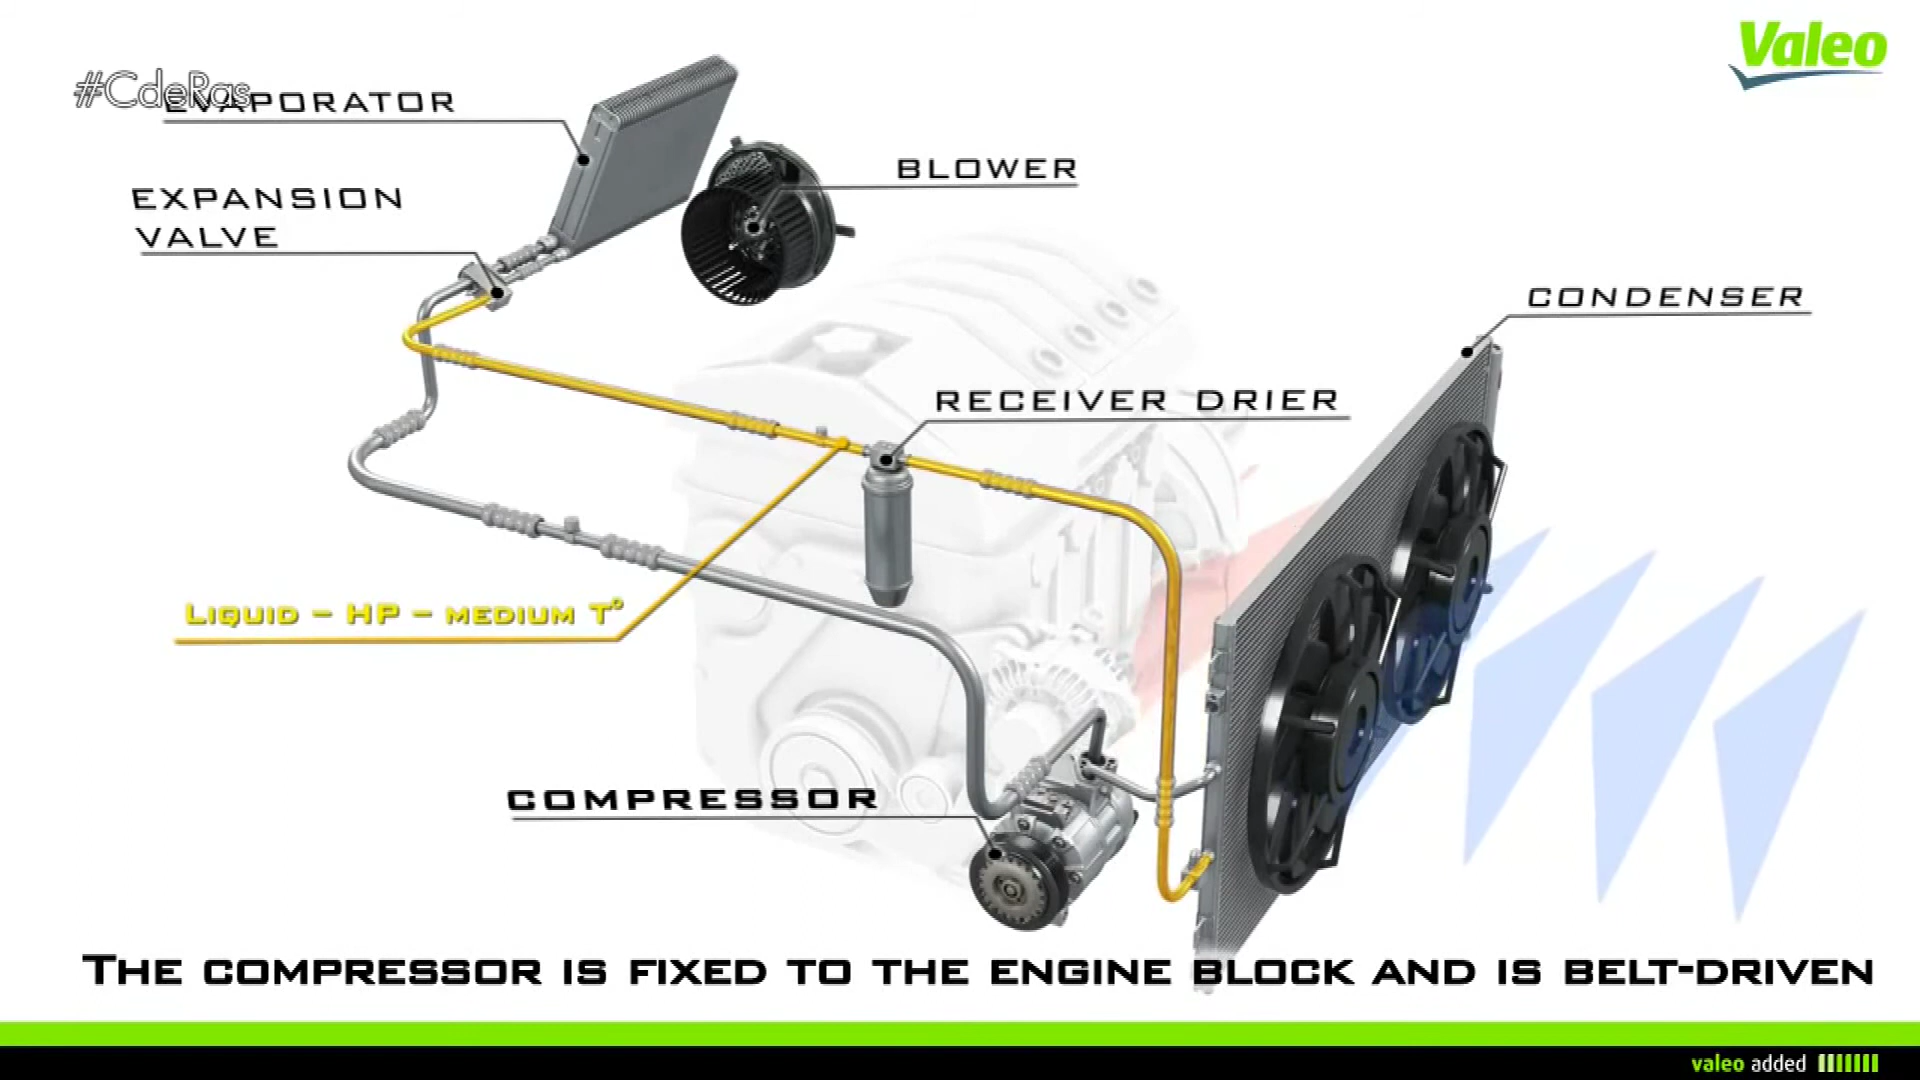 Valeo
#CdeRas
EVAPORATOR
BLOWER
EXPANSION
VALVE
CONDENSER
RECEIVER DRIER
LIQUID – HP – MEDIUM T°
COMPRESSOR
THE COMPRESSOR IS FIXED TO THE ENGINE BLOCK AND IS BELT-DRIVEN
valeo added